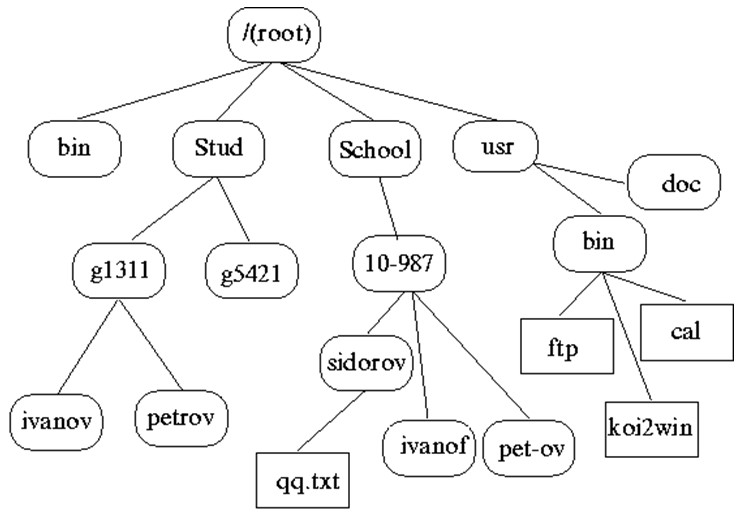 /(root)
bin
Stud
School
usr
doc
g1311
g5421
10-987
bin
ftp
cal
sidorov
ivanov
petrov
ivanof
pet-ov
koi2win
qq.txt